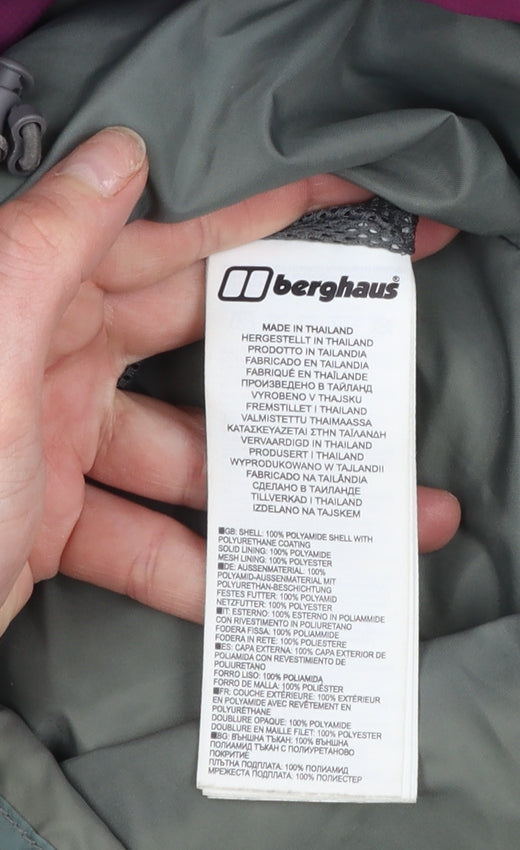 berghaus®
MADE IN THAILAND
HERGESTELLT IN THAILAND
PRODOTTO IN TAILANDIA
FABRICADO EN TAILANDIA
FABRIQUÉ EN THAÏLANDE
ПРОИЗВЕДЕНО В ТАЙЛАНД
VYROBENO V THAJSKU
FREMSTILLET I THAILAND
VALMISTETTU THAIMAASSA
ΚΑΤΑΣΚΕΥΑΖΕΤΑΙ ΣΤΗΝ ΤΑΪΛΑΝΔΗ
VERVAARDIGD IN THAILAND
PRODUSERT I THAILAND
WYPRODUKOWANO W TAJLANDII
FABRICADO NA TAILÂNDIA
СДЕЛАНО В ТАИЛАНДЕ
TILLVERKAD I THAILAND
IZDELANO NA TAJSKEM
■GB: SHELL: 100% POLYAMIDE SHELL WITH
POLYURETHANE COATING
SOLID LINING: 100% POLYAMIDE
MESH LINING: 100% POLYESTER
■DE: AUSSENMATERIAL: 100%
POLYAMID-AUSSENMATERIAL MIT
POLYURETHAN-BESCHICHTUNG
FESTES FUTTER: 100% POLYAMID
NETZFUTTER: 100% POLYESTER
■IT: ESTERNO: 100% ESTERNO IN POLIAMMIDE
CON RIVESTIMENTO IN POLIURETANO
FODERA FISSA: 100% POLIAMMIDE
FODERA IN RETE: 100% POLIESTERE
■ES: CAPA EXTERNA: 100% CAPA EXTERIOR DE
POLIAMIDA CON REVESTIMIENTO DE
POLIURETANO
FORRO LISO: 100% POLIAMIDA
FORRO DE MALLA: 100% POLIÉSTER
■FR: COUCHE EXTÉRIEURE: 100% EXTÉRIEUR
EN POLYAMIDE AVEC REVÊTEMENT EN
POLYURÉTHANE
DOUBLURE OPAQUE: 100% POLYAMIDE
DOUBLURE EN MAILLE FILET: 100% POLYESTER
■BG: ВЪНШНА ТЪКАН: 100% ВЪНШНА
ПОЛИАМИД ТЪКАН С ПОЛИУРЕТАНОВО
ПОКРИТИЕ
ПЛЪТНА ПОДПЛАТА: 100% ПОЛИАМИД
МРЕЖЕСТА ПОДПЛАТА: 100% ПОЛИЕСТЕР